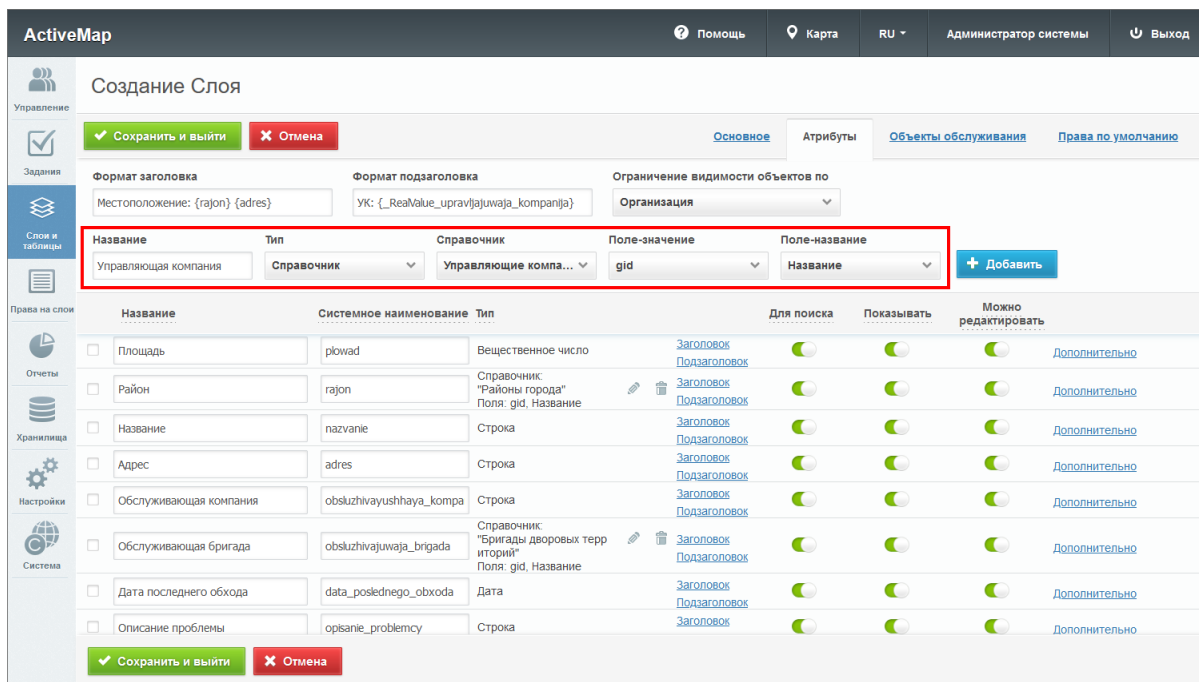 ActiveMap
Помощь
Карта
RU
Администратор системы
Выход
Управление
Задания
Слои и
таблицы
Права на слои
Отчеты
Хранилища
Настройки
Система
Создание Слоя
Сохранить и выйти
Отмена
Основное
Атрибуты
Объекты обслуживания
Права по умолчанию
Формат заголовка
Формат подзаголовка
Ограничение видимости объектов по
Местоположение: {rajon} {adres}
УК: {_RealValue_upravljajuwaja_kompanija}
Организация
Название
Тип
Справочник
Поле-значение
Поле-название
Управляющая компания
Справочник
Управляющие компа...
gid
Название
Добавить
Название
Системное наименование
Тип
Для поиска
Показывать
Можно
редактировать
Площадь
plowad
Вещественное число
Заголовок
Подзаголовок
Дополнительно
Район
rajon
Справочник:
"Районы города"
Поля: gid, Название
Заголовок
Подзаголовок
Дополнительно
Название
nazvanie
Строка
Заголовок
Подзаголовок
Дополнительно
Адрес
adres
Строка
Заголовок
Подзаголовок
Дополнительно
Обслуживающая компания
obsluzhivayushhaya_kompa
Строка
Заголовок
Подзаголовок
Дополнительно
Обслуживающая бригада
obsluzhivajuwaja_brigada
Справочник:
"Бригады дворовых терр
иторий"
Поля: gid, Название
Заголовок
Подзаголовок
Дополнительно
Дата последнего обхода
data_poslednego_obxoda
Дата
Заголовок
Подзаголовок
Дополнительно
Описание проблемы
opisanie_problemcy
Строка
Заголовок
Дополнительно
Сохранить и выйти
Отмена